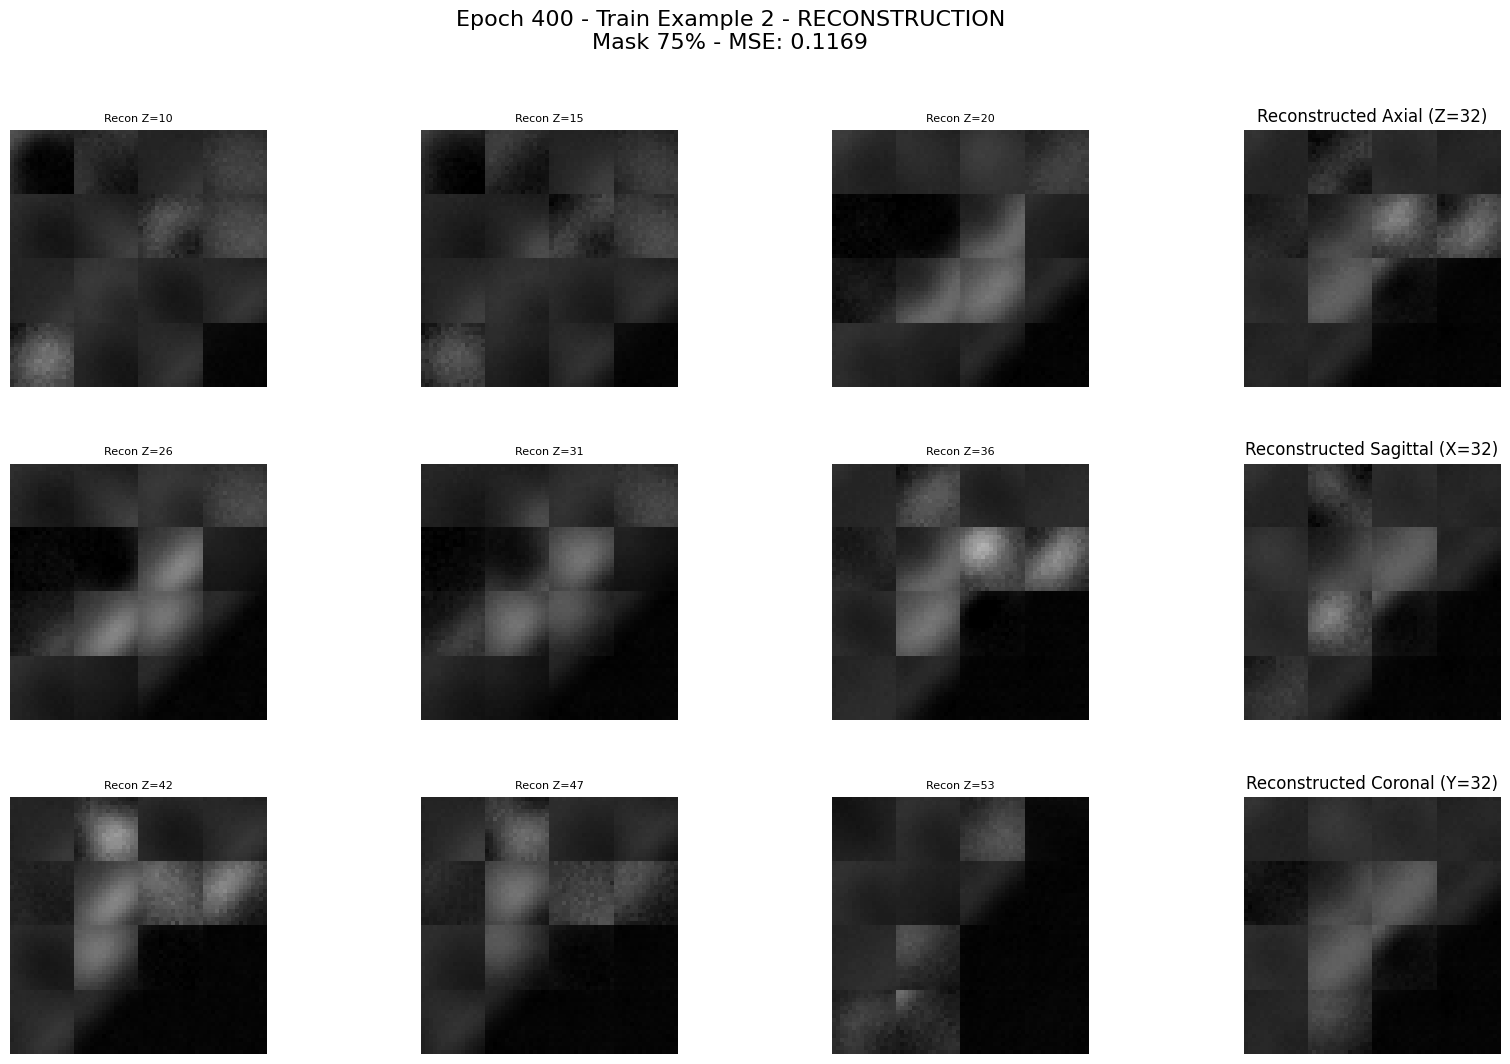 Epoch 400 - Train Example 2 - RECONSTRUCTION
Mask 75% - MSE: 0.1169
Recon Z=10
Recon Z=15
Recon Z=20
Reconstructed Axial (Z=32)
Recon Z=26
Recon Z=31
Recon Z=36
Reconstructed Sagittal (X=32)
Recon Z=42
Recon Z=47
Recon Z=53
Reconstructed Coronal (Y=32)